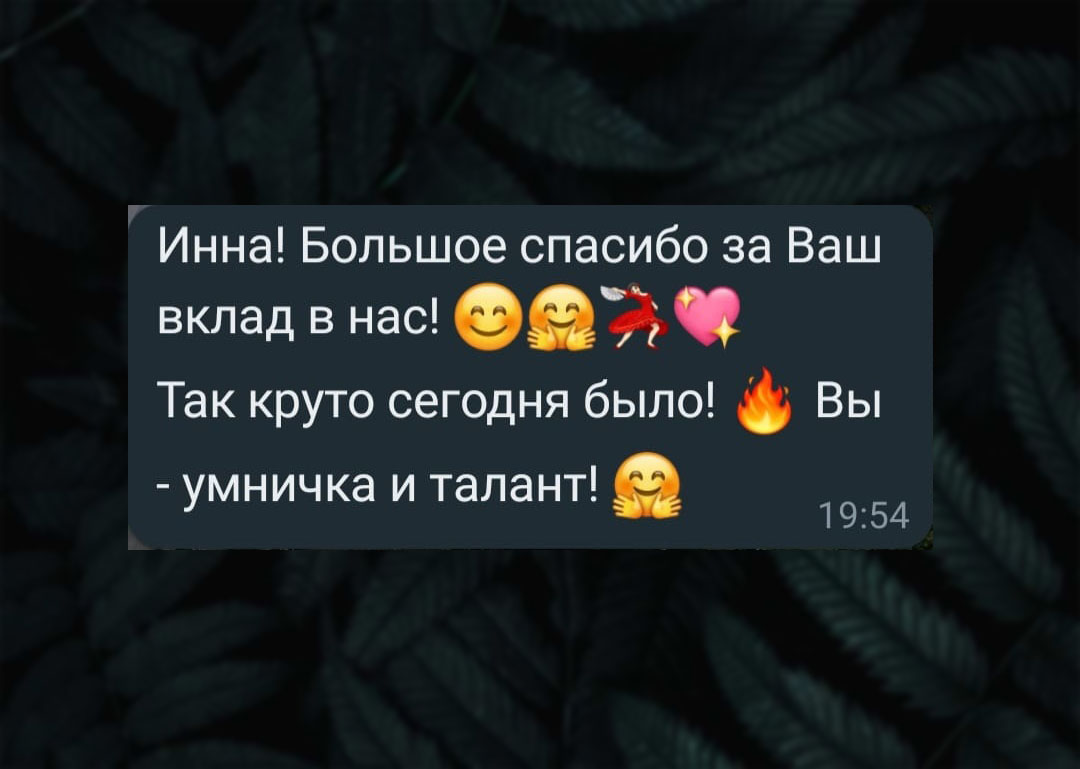 Инна! Большое спасибо за Ваш
вклад в нас! 😊🤗💃💖
Так круто сегодня было! 🔥 Вы
- умничка и талант! 🤗
19:54